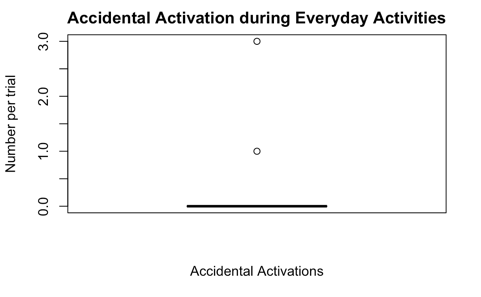 Accidental Activation during Everyday Activities
Number per trial
3.0
2.0
1.0
0.0
Accidental Activations